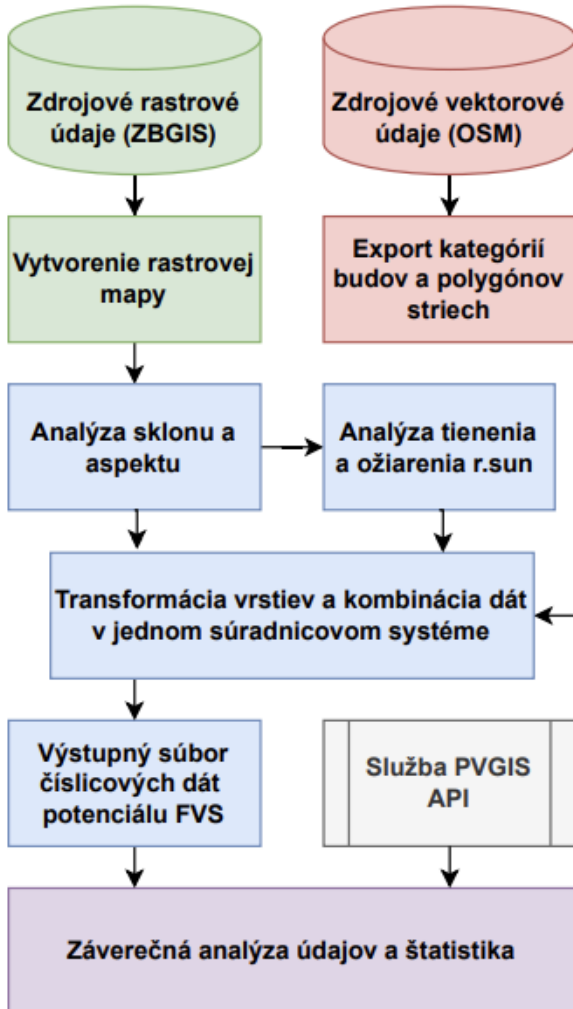 Zdrojové rastrové
údaje (ZBGIS)
Zdrojové vektorové
údaje (OSM)
Vytvorenie rastrovej
mapy
Export kategórií
budov a polygónov
striech
Analýza sklonu a
aspektu
Analýza tienenia
a ožiarenia r.sun
Transformácia vrstiev a kombinácia dát
v jednom súradnicovom systéme
Výstupný súbor
číslicových dát
potenciálu FVS
Služba PVGIS
API
Záverečná analýza údajov a štatistika